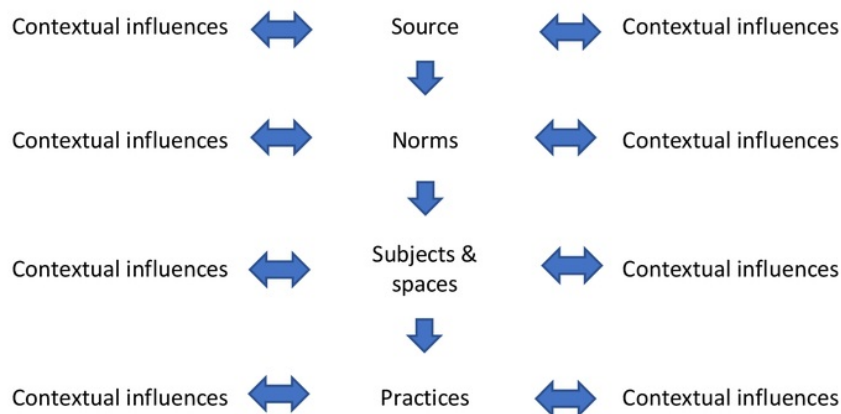 Contextual influences Source Contextual influences
Contextual influences Norms Contextual influences
Contextual influences Subjects & spaces Contextual influences
Contextual influences Practices Contextual influences